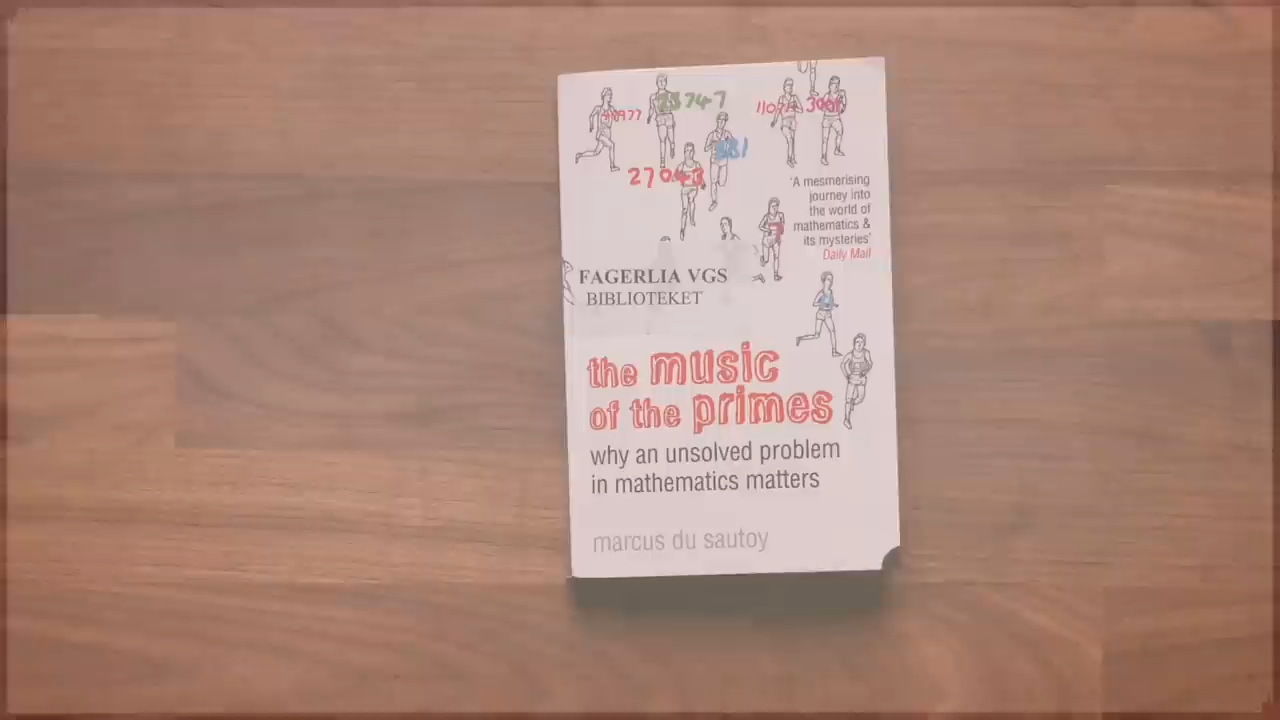 27043
'A mesmerising
journey into
the world of
mathematics &
its mysteries'
Daily Mail
FAGERLIA VGS
BIBLIOTEKET
the music
of the primes
why an unsolved problem
in mathematics matters
marcus du sautoy